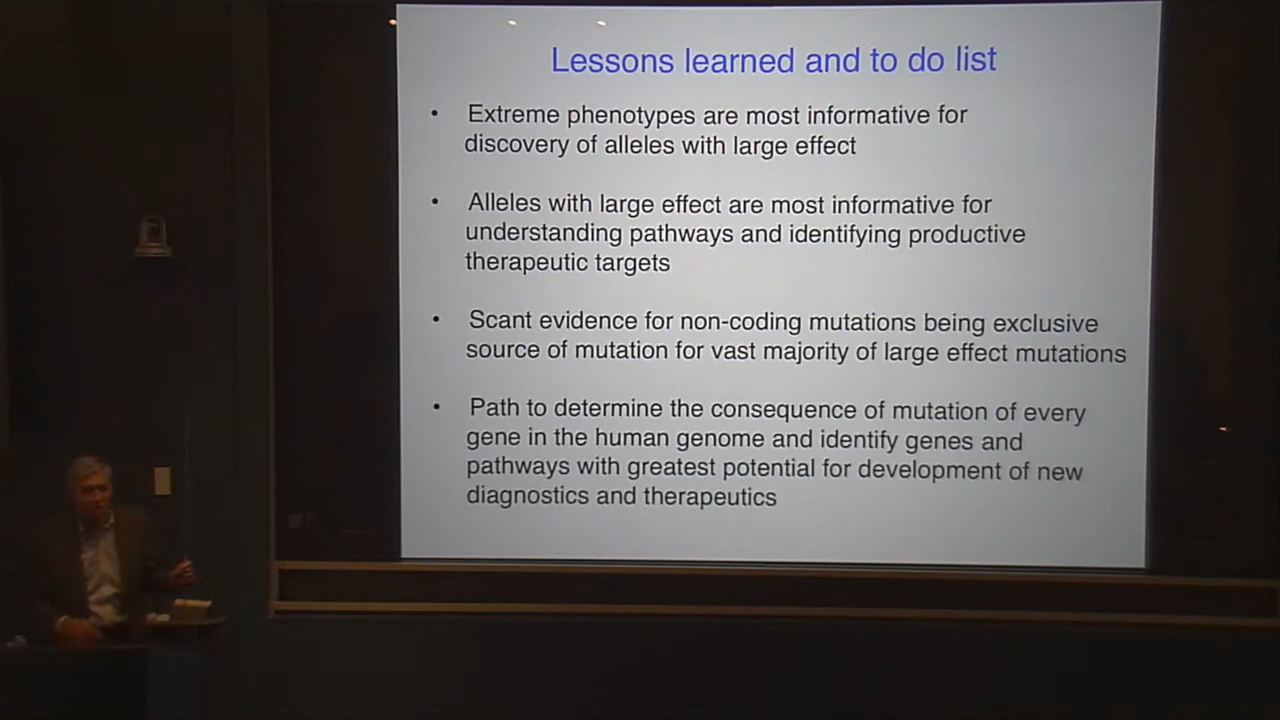 Lessons learned and to do list
• Extreme phenotypes are most informative for
discovery of alleles with large effect
• Alleles with large effect are most informative for
understanding pathways and identifying productive
therapeutic targets
• Scant evidence for non-coding mutations being exclusive
source of mutation for vast majority of large effect mutations
• Path to determine the consequence of mutation of every
gene in the human genome and identify genes and
pathways with greatest potential for development of new
diagnostics and therapeutics